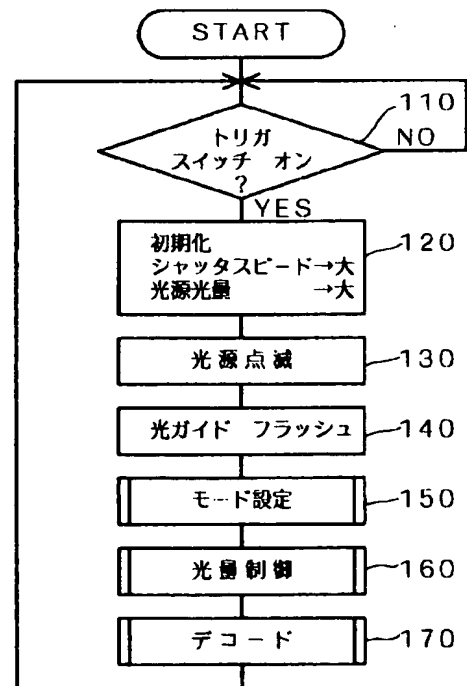 START
110
トリガ
スイッチ オン
?
NO
YES
初期化
シャッタスピード→大
光源光量 →大
120
光源点滅
130
光ガイド フラッシュ
140
モード設定
150
光量制御
160
デコード
170